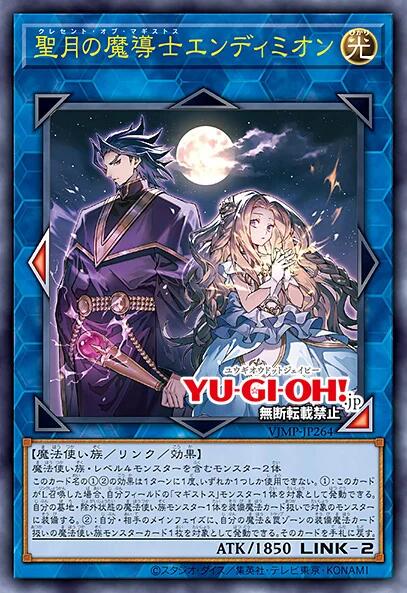 クレセント・オブ・マギストス
聖月の魔導士エンディミオン
ひかり
光
ユウギオウドットジェイピー
YU-GI-OH!.jp
無断転載禁止
VJMP-JP264
【魔法使い族／リンク／効果】
魔法使い族・レベル4モンスターを含むモンスター2体
このカード名の①②の効果は1ターンに1度、いずれか1つしか使用できない。①：このカード
がL召喚した場合、自分フィールドの「マギストス」モンスター1体を対象として発動できる。
自分の墓地・除外状態の魔法使い族モンスター1体を装備魔法カード扱いで対象のモンスター
に装備する。②：自分・相手のメインフェイズに、自分の魔法＆罠ゾーンの装備魔法カード
扱いの魔法使い族モンスターカード1枚を対象として発動できる。そのカードを手札に戻す。
ATK/1850 LINK-2
©スタジオ・ダイス／集英社・テレビ東京・KONAMI